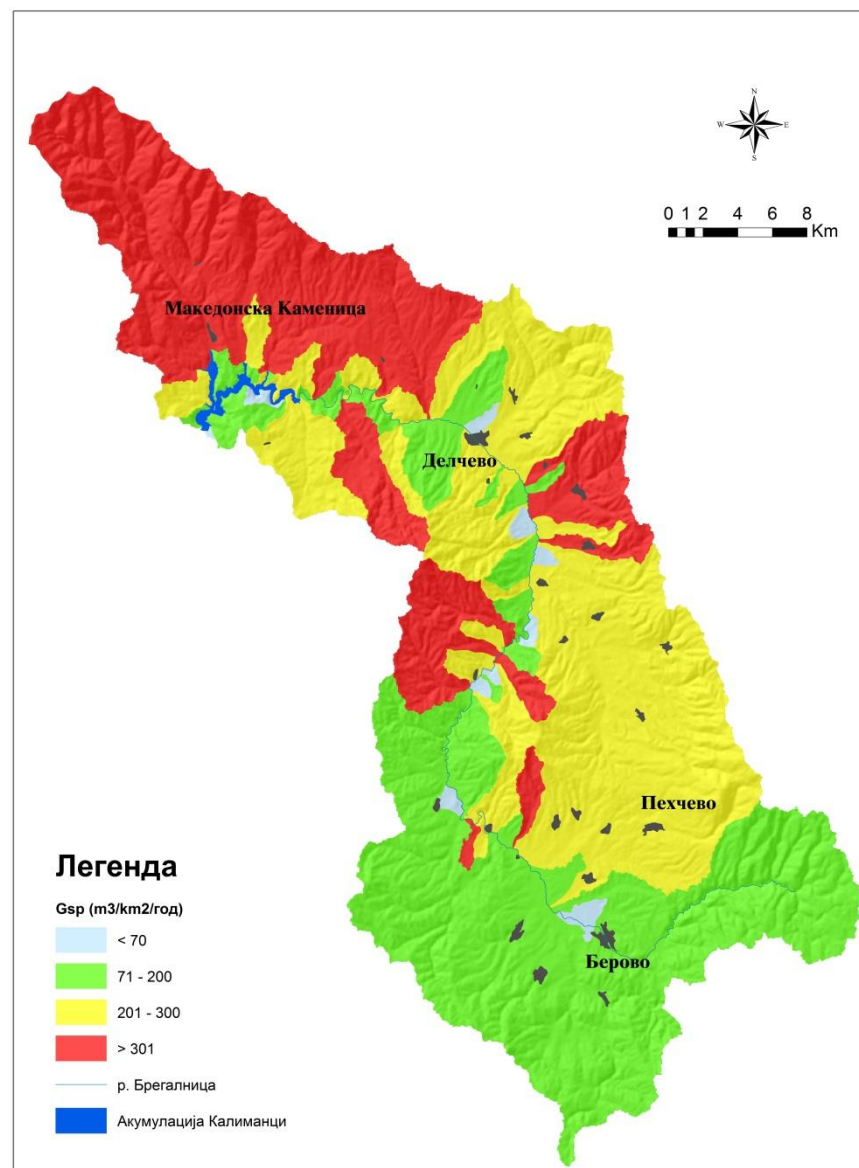 N
W E
S
0 1 2 4 6 8
Km
Македонска Каменица
Делчево
Пехчево
Берово
Легенда
Gsp (m3/km2/год)
< 70
71 - 200
201 - 300
> 301
р. Брегалница
Акумулација Калиманци